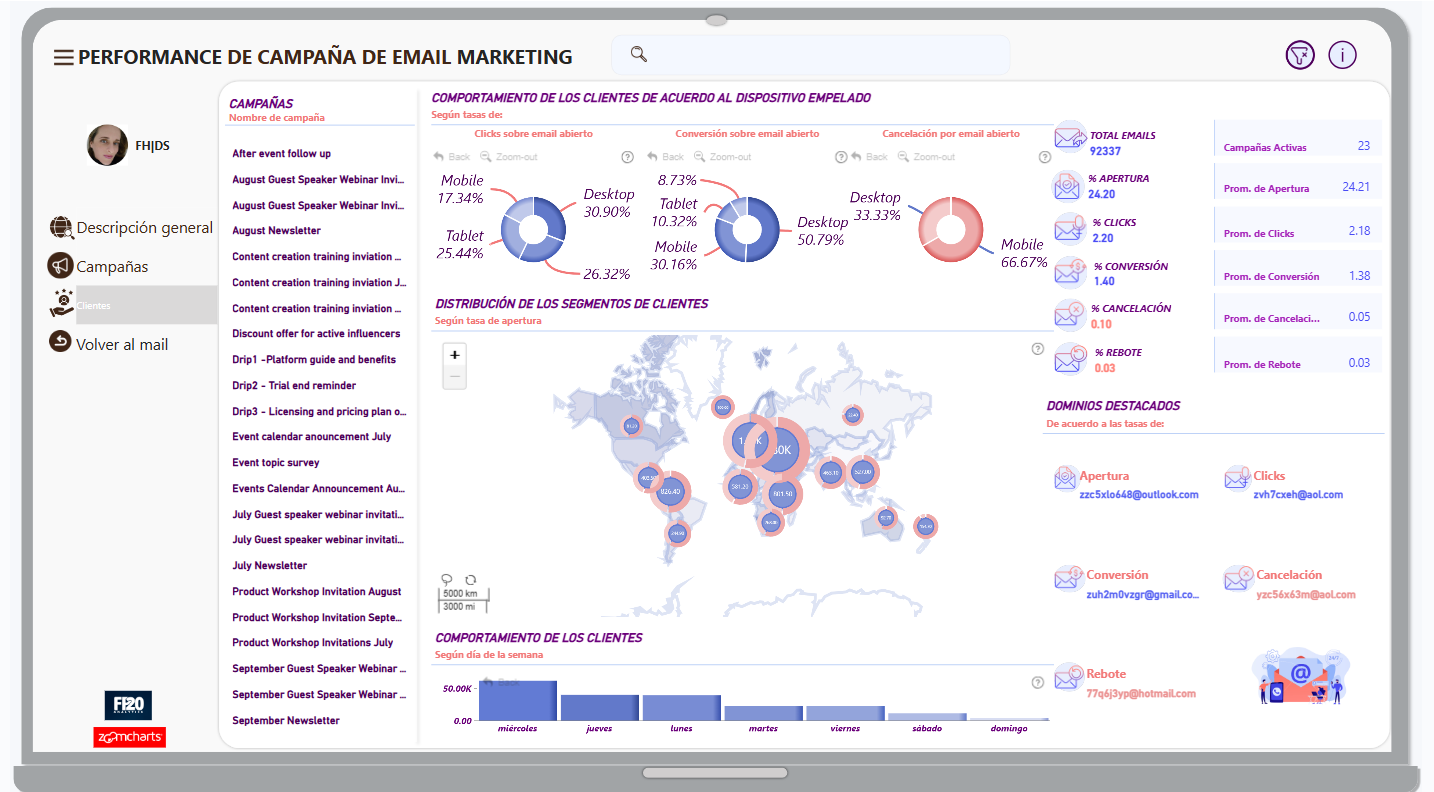 PERFORMANCE DE CAMPAÑA DE EMAIL MARKETING
FH|DS
Descripción general
Campañas
Clientes
Volver al mail
FI20
ANALYTICS
zoomcharts
CAMPAÑAS
Nombre de campaña
After event follow up
August Guest Speaker Webinar Invi...
August Guest Speaker Webinar Invi...
August Newsletter
Content creation training inviation ...
Content creation training inviation J...
Content creation training inviation ...
Discount offer for active influencers
Drip1 -Platform guide and benefits
Drip2 - Trial end reminder
Drip3 - Licensing and pricing plan o...
Event calendar anouncement July
Event topic survey
Events Calendar Announcement Au...
July Guest speaker webinar invitati...
July Guest speaker webinar invitati...
July Newsletter
Product Workshop Invitation August
Product Workshop Invitation Septe...
Product Workshop Invitations July
September Guest Speaker Webinar ...
September Guest Speaker Webinar ...
September Newsletter
COMPORTAMIENTO DE LOS CLIENTES DE ACUERDO AL DISPOSITIVO EMPELADO
Según tasas de:
Clicks sobre email abierto
Back Zoom-out ?
Mobile
17.34%
Desktop
30.90%
Tablet
25.44%
26.32%
Conversión sobre email abierto
Back Zoom-out ?
8.73%
Tablet
10.32%
Desktop
50.79%
Mobile
30.16%
Cancelación por email abierto
Back Zoom-out ?
Desktop
33.33%
Mobile
66.67%
DISTRIBUCIÓN DE LOS SEGMENTOS DE CLIENTES
Según tasa de apertura
+
−
?
826.40
581.20
801.50
527.00
5000 km
3000 mi
COMPORTAMIENTO DE LOS CLIENTES
Según día de la semana
Back
?
50.00K
0.00
miércoles jueves lunes martes viernes sábado domingo
TOTAL EMAILS
92337
% APERTURA
24.20
% CLICKS
2.20
% CONVERSIÓN
1.40
% CANCELACIÓN
0.10
% REBOTE
0.03
Campañas Activas 23
Prom. de Apertura 24.21
Prom. de Clicks 2.18
Prom. de Conversión 1.38
Prom. de Cancelaci... 0.05
Prom. de Rebote 0.03
DOMINIOS DESTACADOS
De acuerdo a las tasas de:
Apertura
zzc5xlo648@outlook.com
Clicks
zvh7cxeh@aol.com
Conversión
zuh2m0vzgr@gmail.co...
Cancelación
yzc56x63m@aol.com
Rebote
77q6j3yp@hotmail.com